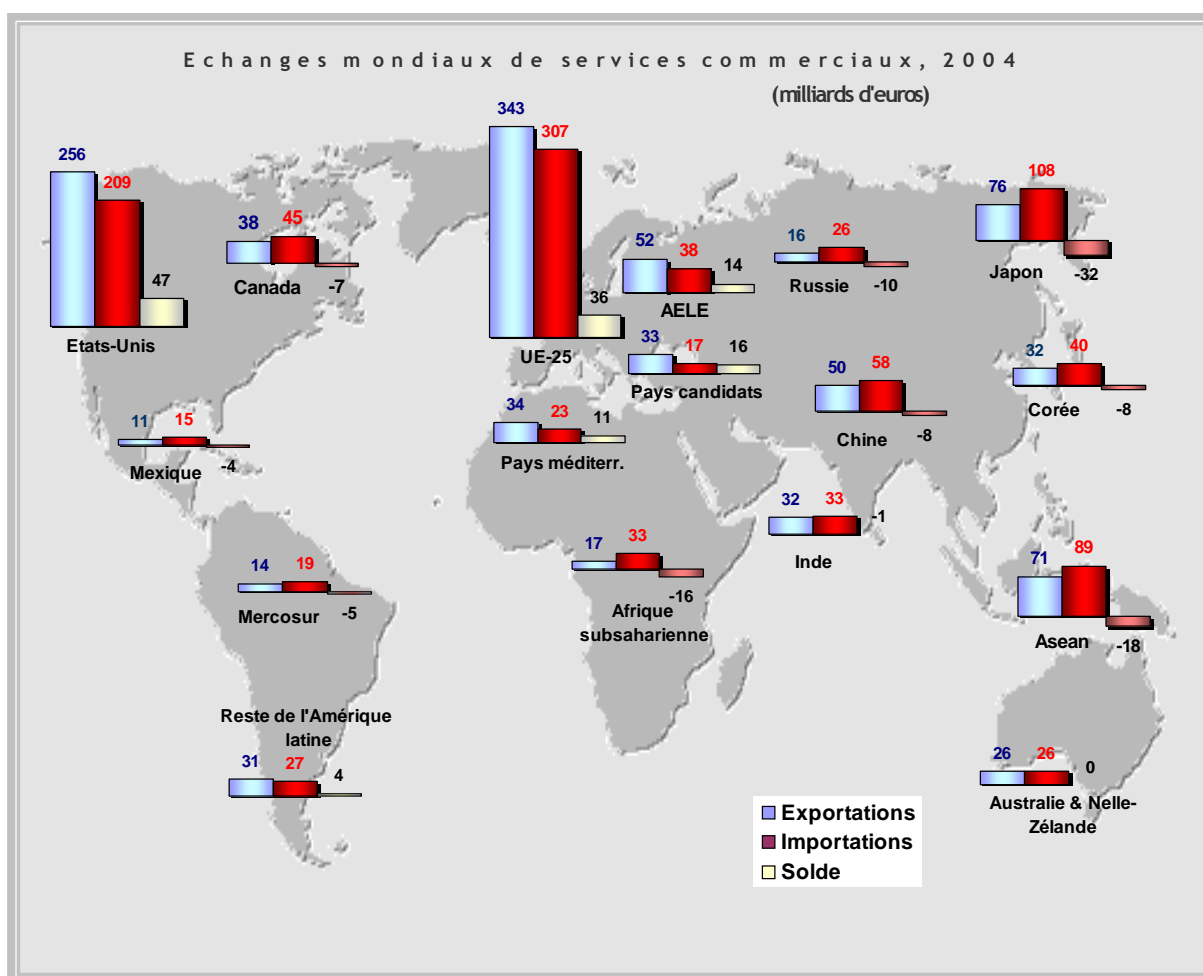 Echanges mondiaux de services commerciaux, 2004
(milliards d'euros)
256
209
47
Etats-Unis
38
45
Canada
-7
343
307
36
UE-25
52
38
14
AELE
16
26
Russie
-10
76
108
Japon
-32
33
17
16
Pays candidats
50
58
Chine
-8
32
40
Corée
-8
11
15
Mexique
-4
34
23
11
Pays méditerr.
32
33
-1
Inde
14
19
Mercosur
-5
17
33
-16
Afrique
subsaharienne
71
89
Asean
-18
Reste de l'Amérique
latine
31
27
4
26
26
0
Australie & Nelle-
Zélande
Exportations
Importations
Solde